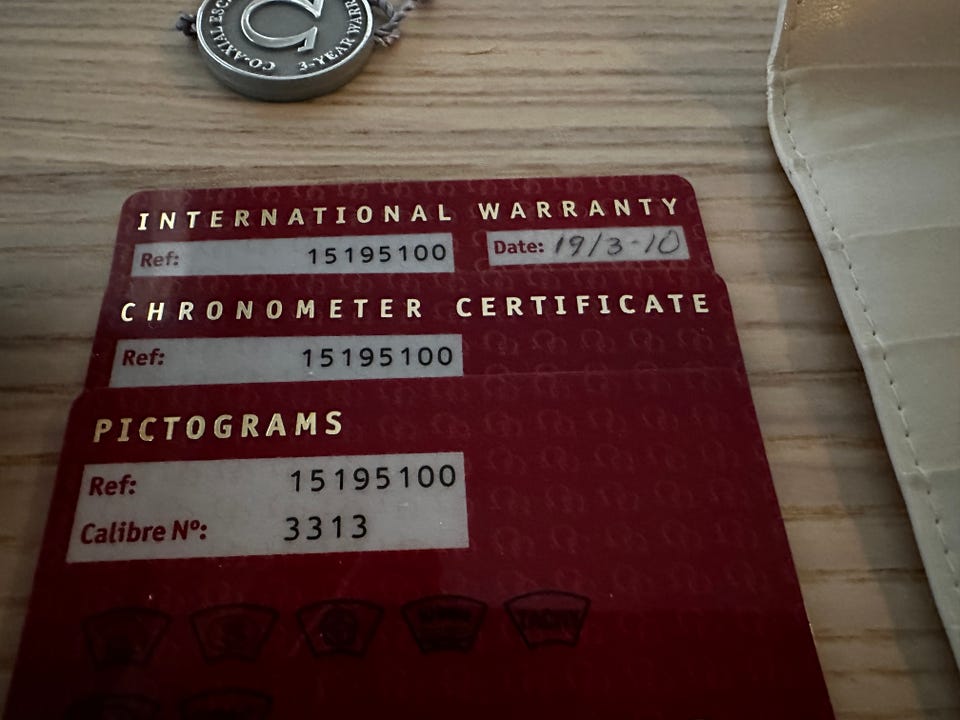 CO-AXIAL ESC
3-YEAR WARR
INTERNATIONAL WARRANTY
Ref: 15195100 Date: 19/3-10
CHRONOMETER CERTIFICATE
Ref: 15195100
PICTOGRAMS
Ref: 15195100
Calibre Nº: 3313